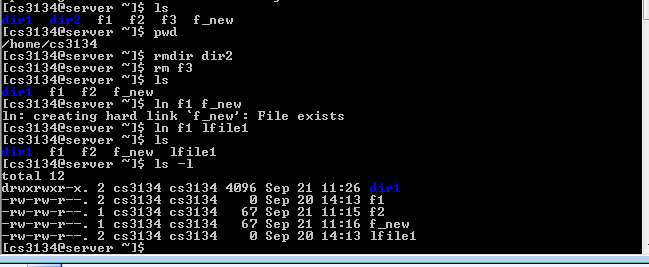 [cs3134@server ~]$ ls
dir1 dir2 f1 f2 f3 f_new
[cs3134@server ~]$ pwd
/home/cs3134
[cs3134@server ~]$ rmdir dir2
[cs3134@server ~]$ rm f3
[cs3134@server ~]$ ls
dir1 f1 f2 f_new
[cs3134@server ~]$ ln f1 f_new
ln: creating hard link `f_new': File exists
[cs3134@server ~]$ ln f1 lfile1
[cs3134@server ~]$ ls
dir1 f1 f2 f_new lfile1
[cs3134@server ~]$ ls -l
total 12
drwxrwxr-x. 2 cs3134 cs3134 4096 Sep 21 11:26 dir1
-rw-rw-r--. 2 cs3134 cs3134 0 Sep 20 14:13 f1
-rw-rw-r--. 1 cs3134 cs3134 67 Sep 21 11:15 f2
-rw-rw-r--. 1 cs3134 cs3134 67 Sep 21 11:16 f_new
-rw-rw-r--. 2 cs3134 cs3134 0 Sep 20 14:13 lfile1
[cs3134@server ~]$